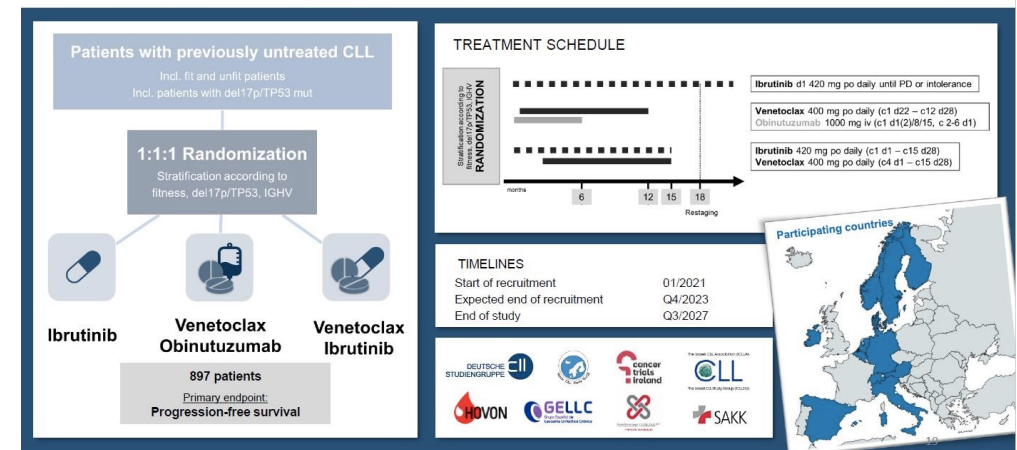 Patients with previously untreated CLL
Incl. fit and unfit patients
Incl. patients with del17p/TP53 mut
1:1:1 Randomization
Stratification according to
fitness, del17p/TP53, IGHV
Ibrutinib
Venetoclax
Obinutuzumab
Venetoclax
Ibrutinib
897 patients
Primary endpoint:
Progression-free survival
TREATMENT SCHEDULE
Stratification according to
fitness, del17p/TP53, IGHV
RANDOMIZATION
Ibrutinib d1 420 mg po daily until PD or intolerance
Venetoclax 400 mg po daily (c1 d22 – c12 d28)
Obinutuzumab 1000 mg iv (c1 d1(2)/8/15, c 2-6 d1)
Ibrutinib 420 mg po daily (c1 d1 – c15 d28)
Venetoclax 400 mg po daily (c4 d1 – c15 d28)
months
6
12
15
18
Restaging
TIMELINES
Start of recruitment 01/2021
Expected end of recruitment Q4/2023
End of study Q3/2027
DEUTSCHE
STUDIENGRUPPE CLL
cancer
trials
ireland
CLL
HOVON
GELLC
SAKK
Participating countries
19